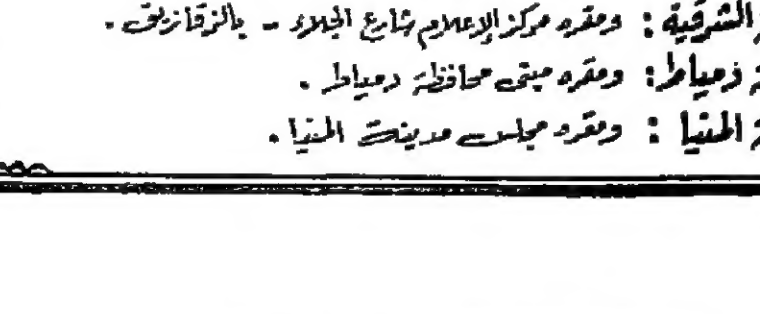 الشرقية : ومقره مركز الإعلام شارع الجلاء - بالزقازيق .
ة دمياط : ومقره مبنى محافظة دمياط .
ة المنيا : ومقره مجلس مدينة المنيا .